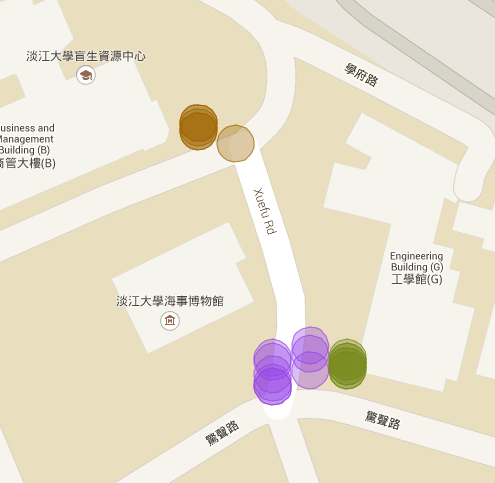 淡江大學盲生資源中心
學府路
usiness and
Management
Building (B)
商管大樓(B)
Xuefu Rd
Engineering
Building (G)
工學館(G)
淡江大學海事博物館
驚聲路
驚聲路